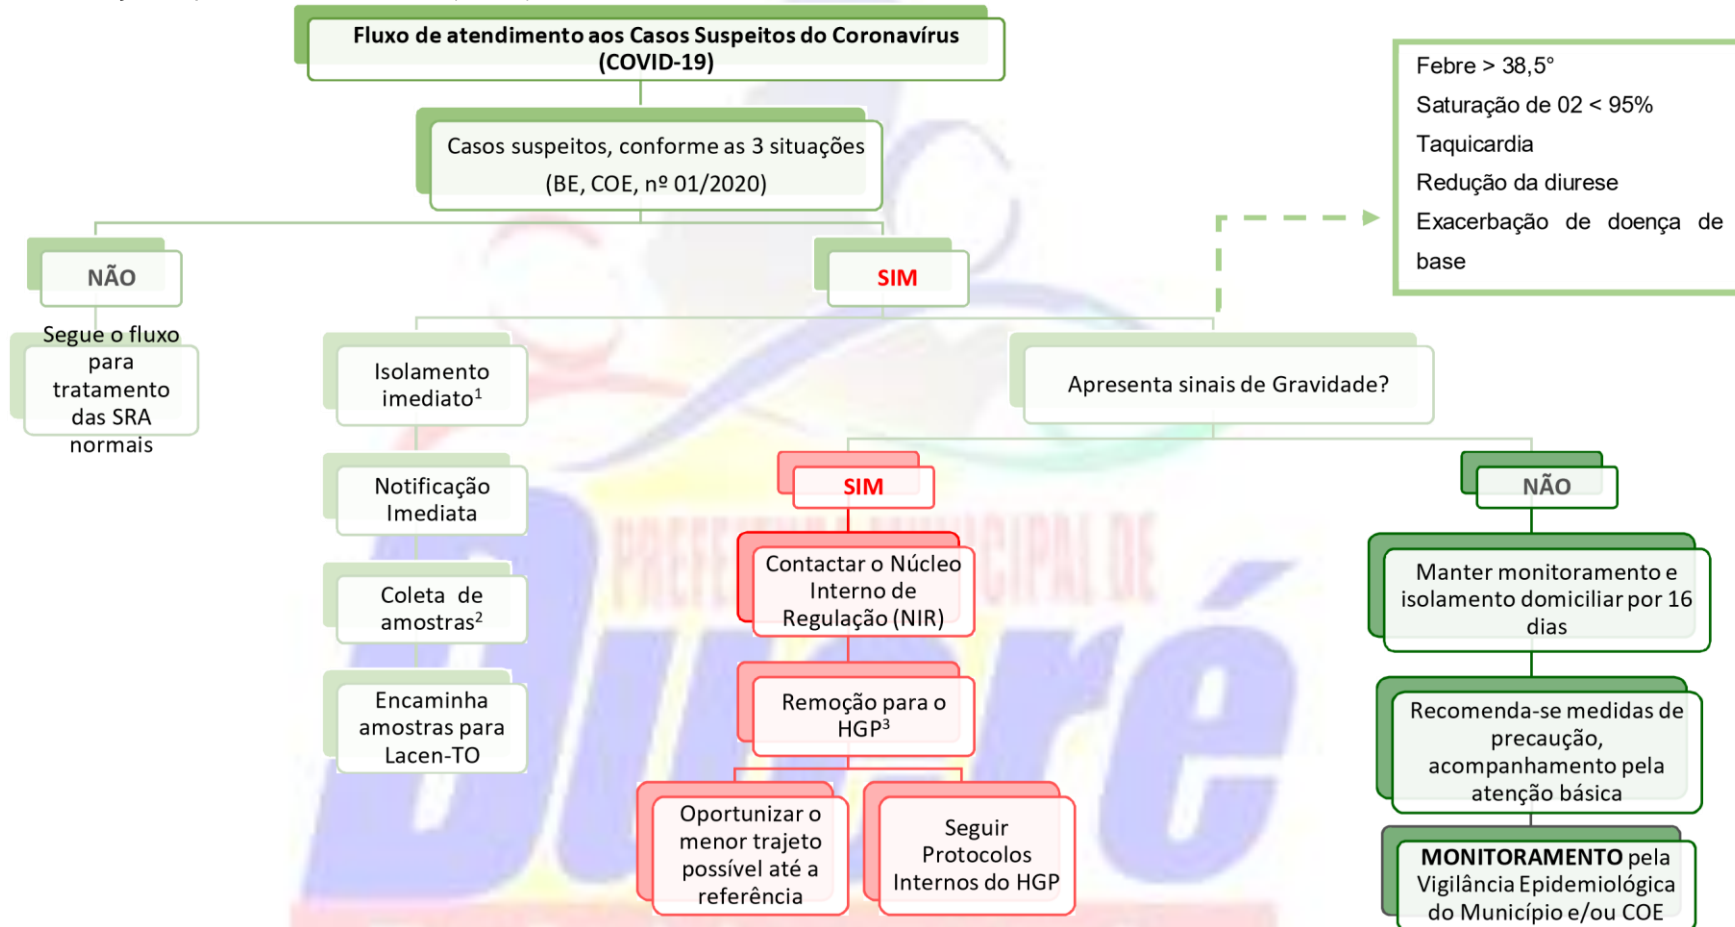 Fluxo de atendimento aos Casos Suspeitos do Coronavírus
(COVID-19)
Casos suspeitos, conforme as 3 situações
(BE, COE, nº 01/2020)
Febre > 38,5°
Saturação de 02 < 95%
Taquicardia
Redução da diurese
Exacerbação de doença de
base
NÃO
SIM
Segue o fluxo
para
tratamento
das SRA
normais
Isolamento
imediato¹
Notificação
Imediata
Coleta de
amostras²
Encaminha
amostras para
Lacen-TO
Apresenta sinais de Gravidade?
SIM
Contactar o Núcleo
Interno de
Regulação (NIR)
Remoção para o
HGP³
Oportunizar o
menor trajeto
possível até a
referência
Seguir
Protocolos
Internos do HGP
NÃO
Manter monitoramento e
isolamento domiciliar por 16
dias
Recomenda-se medidas de
precaução,
acompanhamento pela
atenção básica
MONITORAMENTO pela
Vigilância Epidemiológica
do Município e/ou COE
PREFEITURA MUNICIPAL DE
Dueré